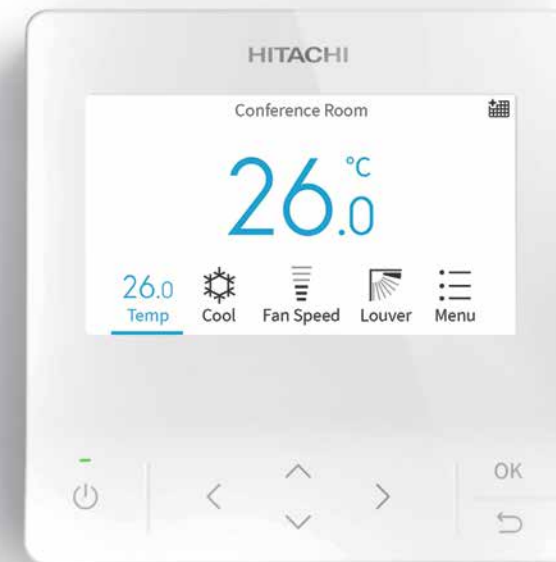 HITACHI
Conference Room
26.0 °C
26.0
Temp Cool Fan Speed Louver Menu
OK